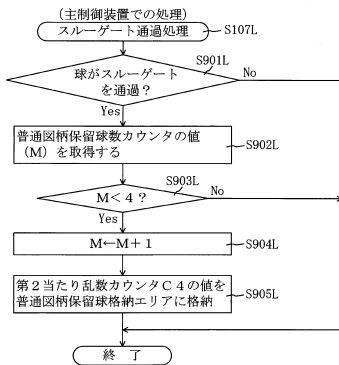 (主制御装置での処理)
スルーゲート通過処理
S107L
球がスルーゲート
を通過？
S901L
No
Yes
普通図柄保留球数カウンタの値
(M)を取得する
S902L
M＜4？
S903L
No
Yes
M←M＋1
S904L
第2当たり乱数カウンタC4の値を
普通図柄保留球格納エリアに格納
S905L
終了